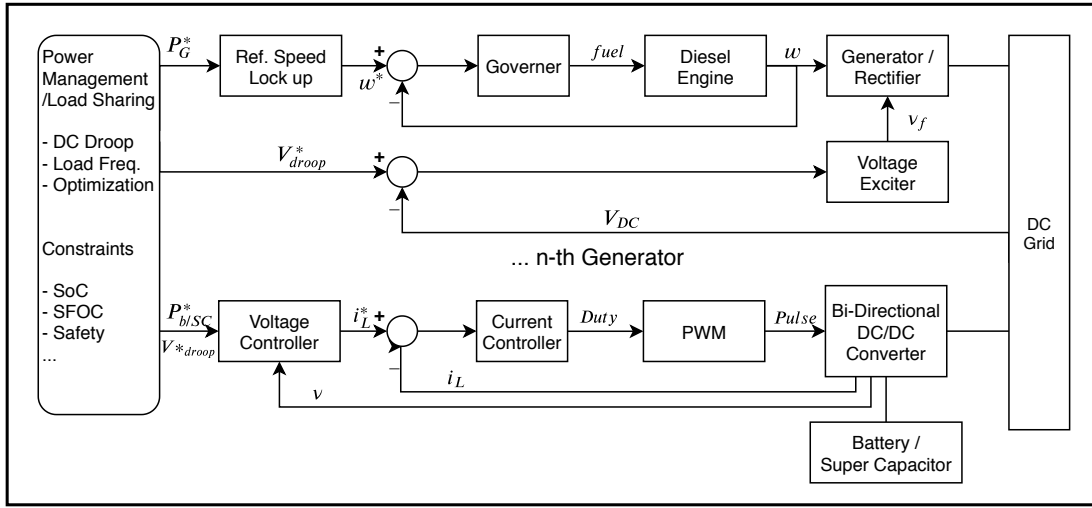 Power
Management
/Load Sharing
- DC Droop
- Load Freq.
- Optimization
Constraints
- SoC
- SFOC
- Safety
...
P*G
Ref. Speed
Lock up
+
w*
−
Governer
fuel
Diesel
Engine
w
Generator /
Rectifier
vf
V*droop
+
−
Voltage
Exciter
VDC
DC
Grid
... n-th Generator
P*b/SC
V*droop
Voltage
Controller
i*L
+
−
Current
Controller
Duty
PWM
Pulse
Bi-Directional
DC/DC
Converter
iL
v
Battery /
Super Capacitor